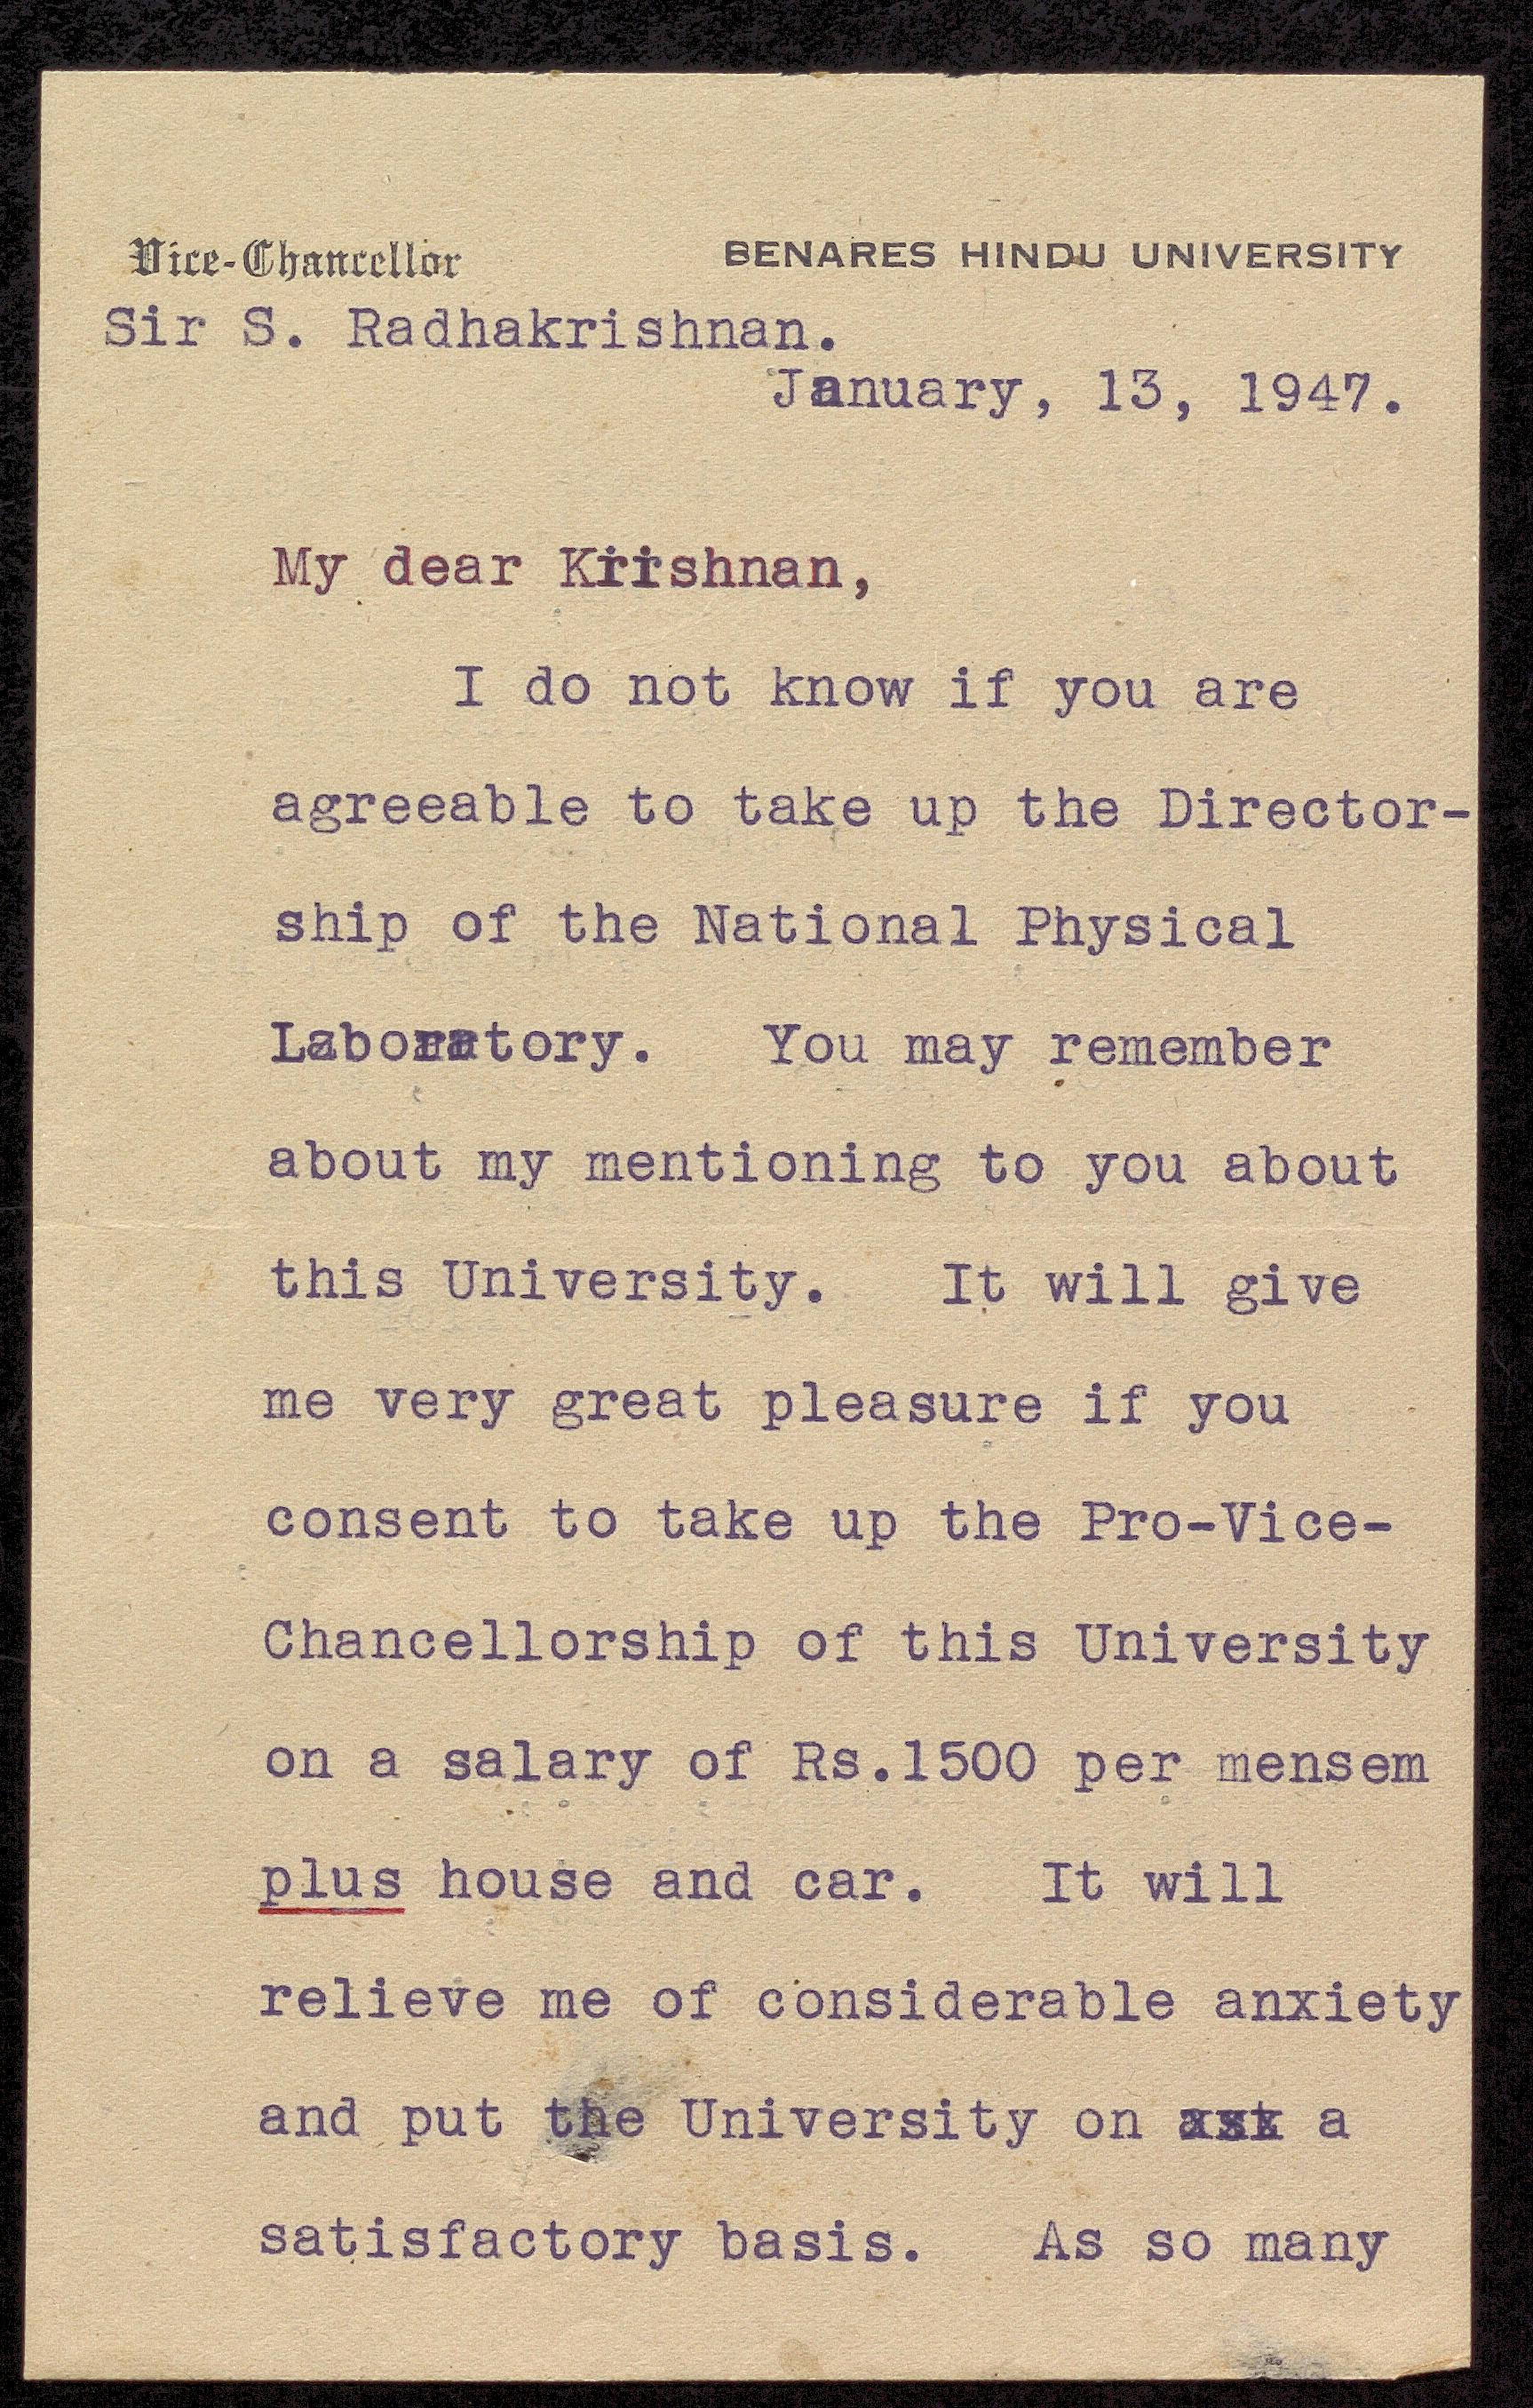 Vice-Chancellor BENARES HINDU UNIVERSITY
Sir S. Radhakrishnan.
January, 13, 1947.
My dear Krishnan,
I do not know if you are
agreeable to take up the Director-
ship of the National Physical
Laboratory. You may remember
about my mentioning to you about
this University. It will give
me very great pleasure if you
consent to take up the Pro-Vice-
Chancellorship of this University
on a salary of Rs.1500 per mensem
plus house and car. It will
relieve me of considerable anxiety
and put the University on a
satisfactory basis. As so many